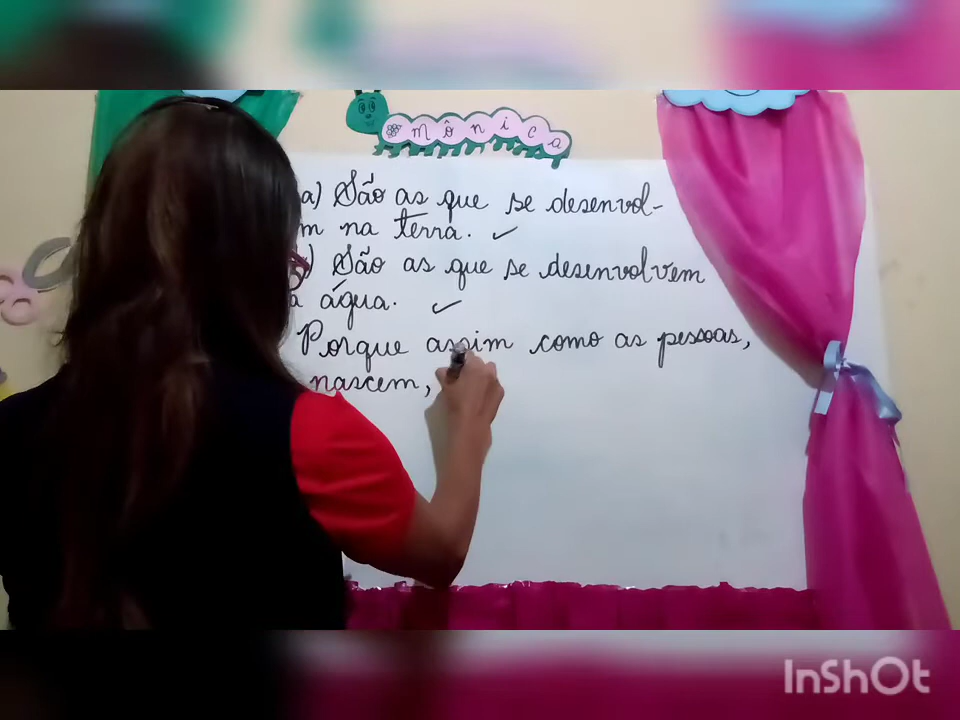 mônica
a) São as que se desenvol-
m na terra. ✓
) São as que se desenvolvem
a água. ✓
Porque assim como as pessoas,
nascem,
InShOt